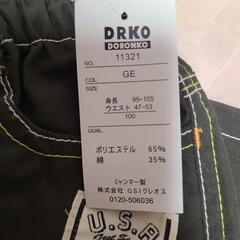 DRKO
DORONKO
NO. 11321
COL. GE
SIZE
身長 95-105
ウエスト 47-53
100
QUAL.
ポリエステル 65%
綿 35%
ミャンマー製
株式会社 GSIクレオス
0120-506036
U.S.A